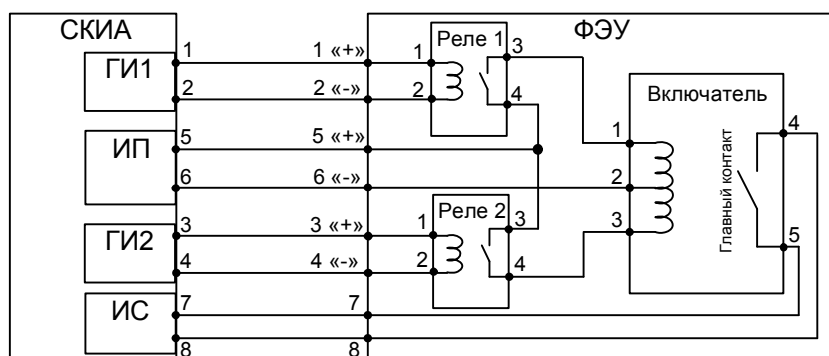 СКИА
ФЭУ
ГИ1
1
2
1 «+»
2 «-»
Реле 1
1
2
3
4
ИП
5
6
5 «+»
6 «-»
Включатель
1
2
3
Главный контакт
4
5
ГИ2
3
4
3 «+»
4 «-»
Реле 2
1
2
3
4
ИС
7
8
7
8